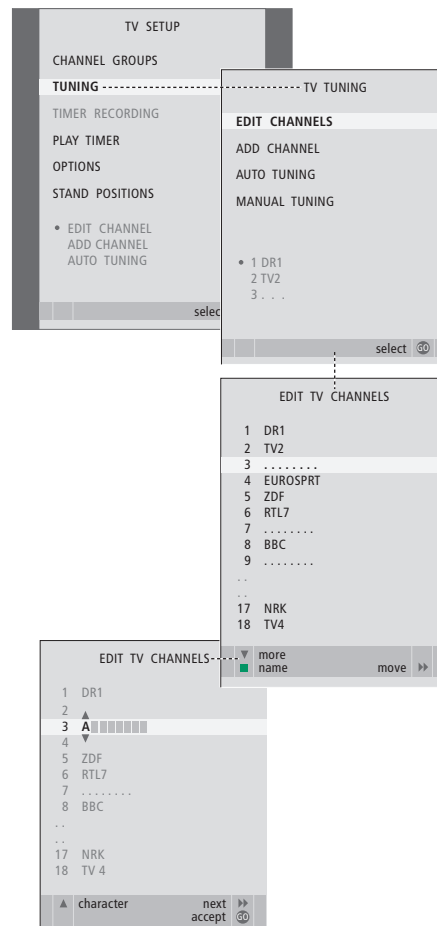 TV SETUP
CHANNEL GROUPS
TUNING
TIMER RECORDING
PLAY TIMER
OPTIONS
STAND POSITIONS
• EDIT CHANNEL
ADD CHANNEL
AUTO TUNING
selec
TV TUNING
EDIT CHANNELS
ADD CHANNEL
AUTO TUNING
MANUAL TUNING
• 1 DR1
2 TV2
3 . . .
select GO
EDIT TV CHANNELS
1 DR1
2 TV2
3 . . . . . . . .
4 EUROSPRT
5 ZDF
6 RTL7
7 . . . . . . . .
8 BBC
9 . . . . . . . .
. .
. .
17 NRK
18 TV4
▼ more
name move
EDIT TV CHANNELS
1 DR1
2
3 A
4
5 ZDF
6 RTL7
7 . . . . . . . .
8 BBC
. .
. .
17 NRK
18 TV 4
▲ character next
accept GO